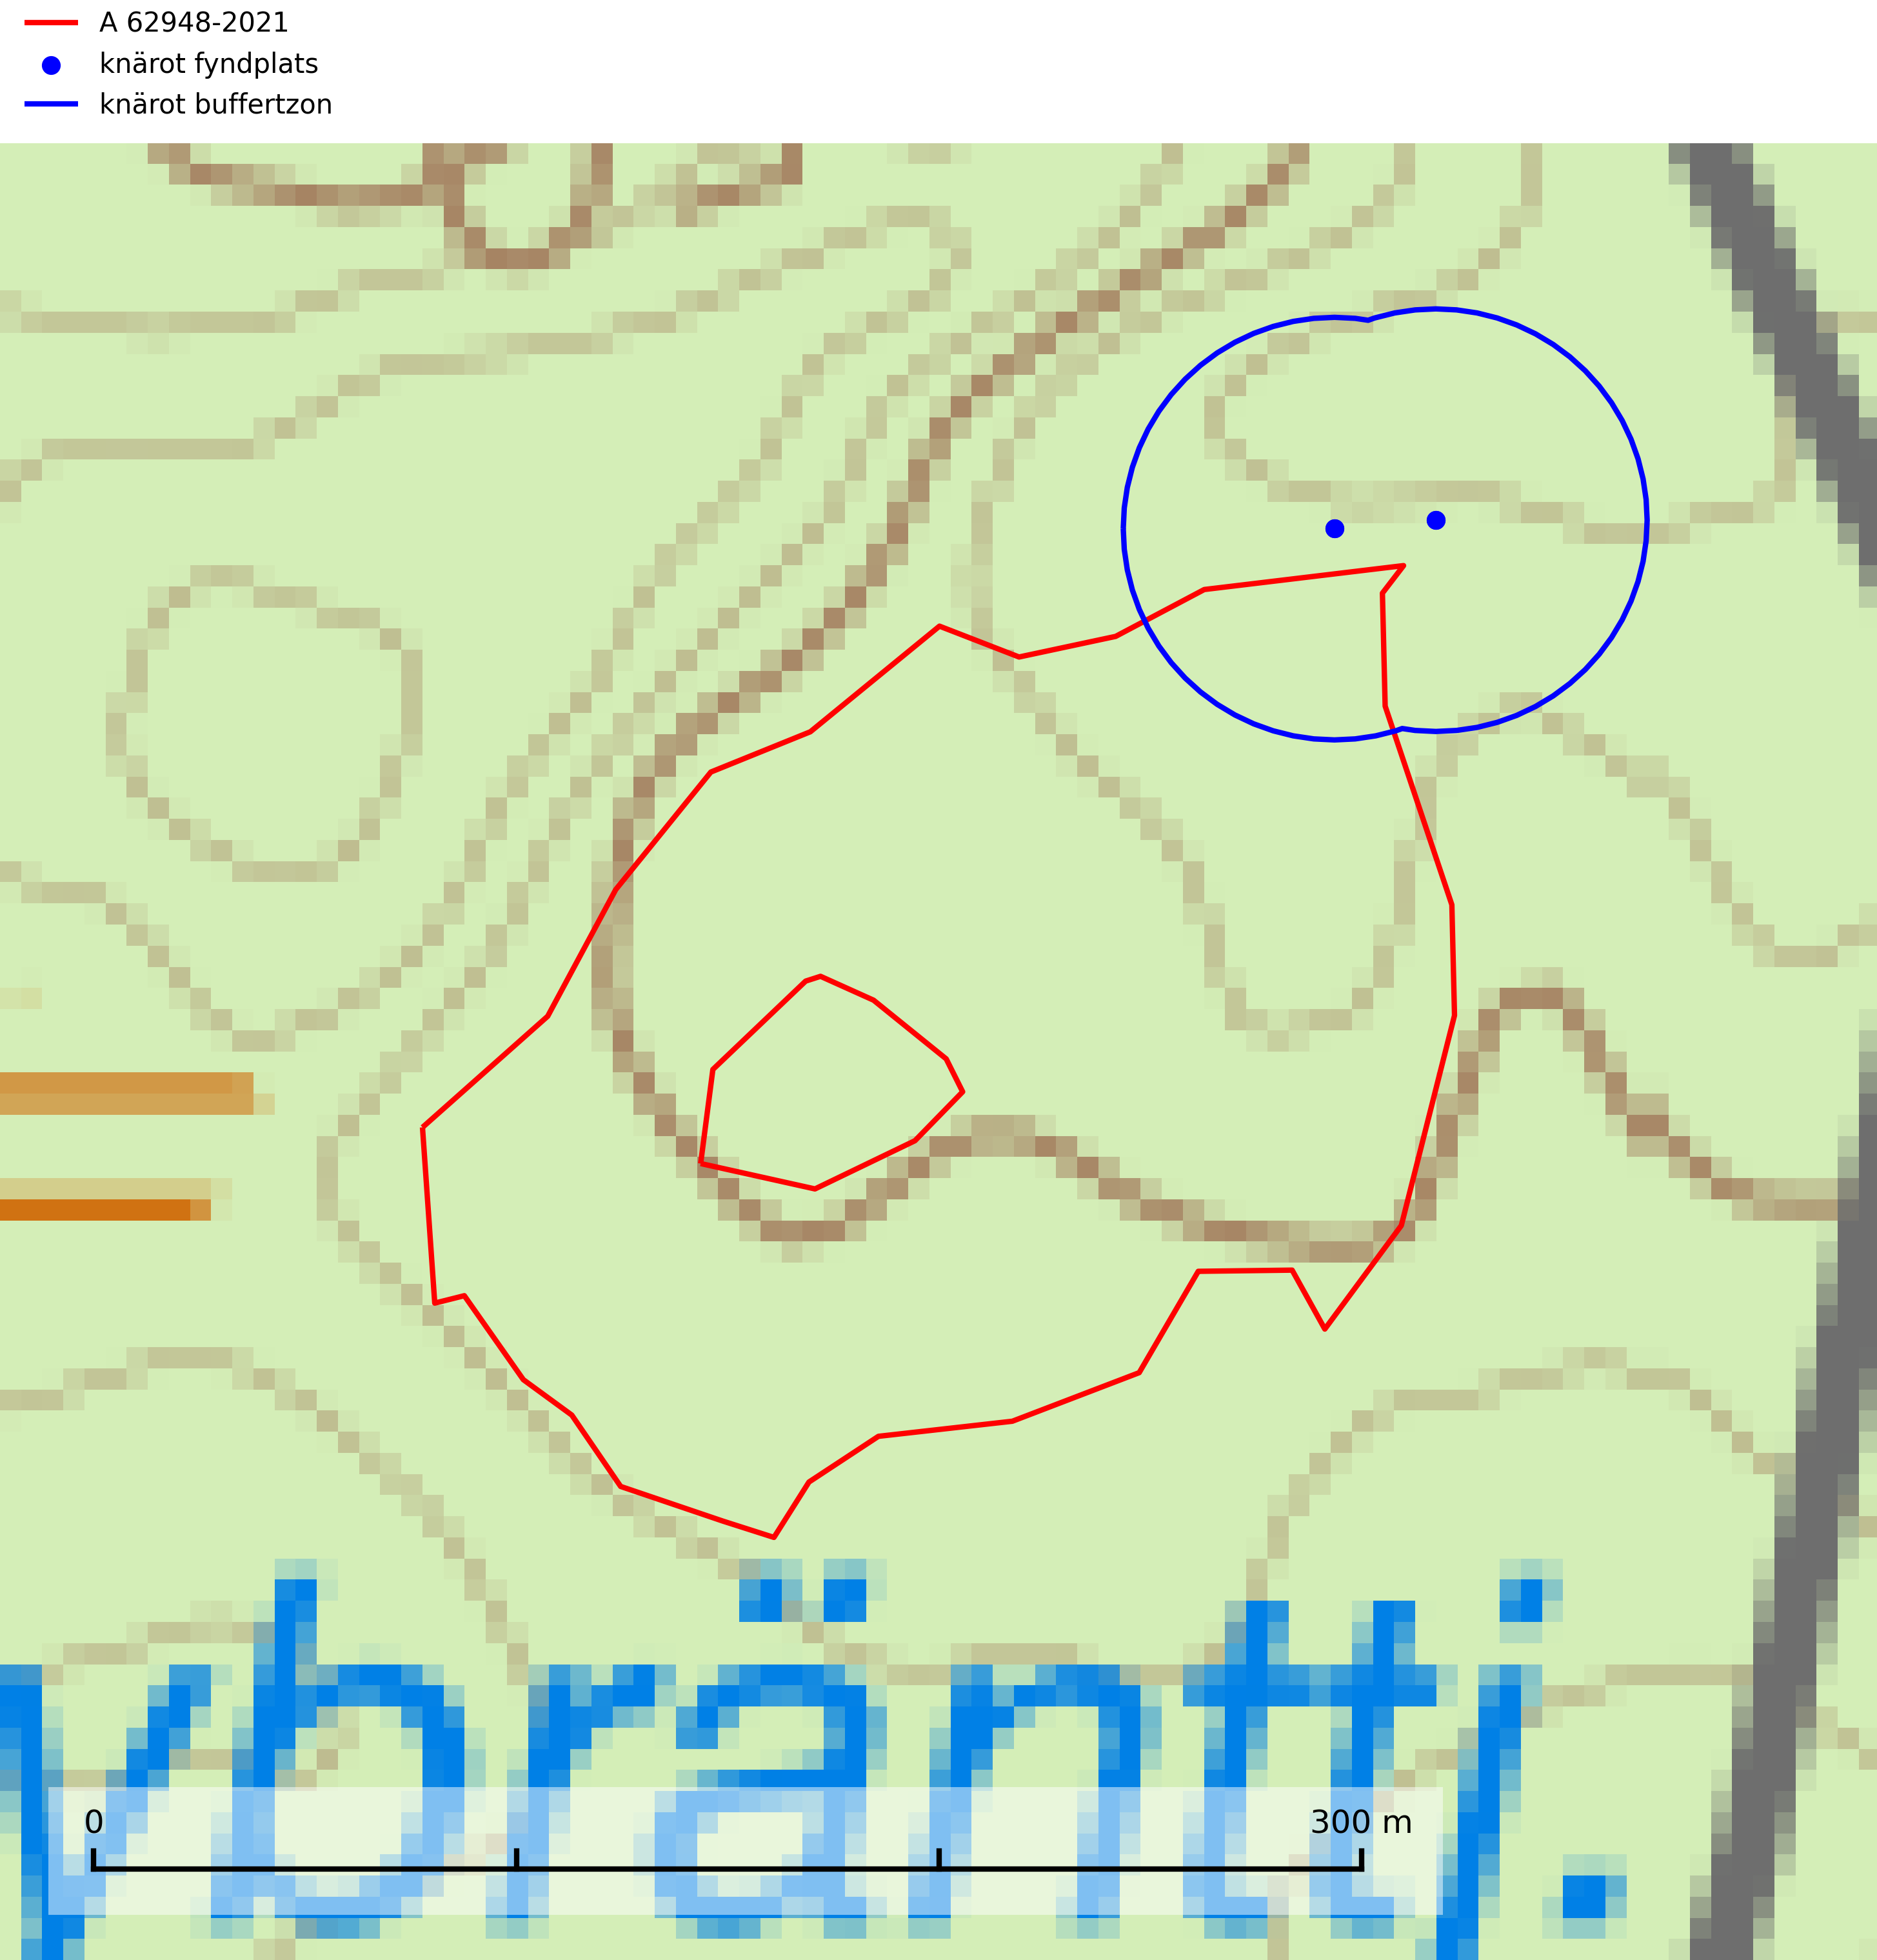 A 62948-2021
knärot fyndplats
knärot buffertzon
0
300 m